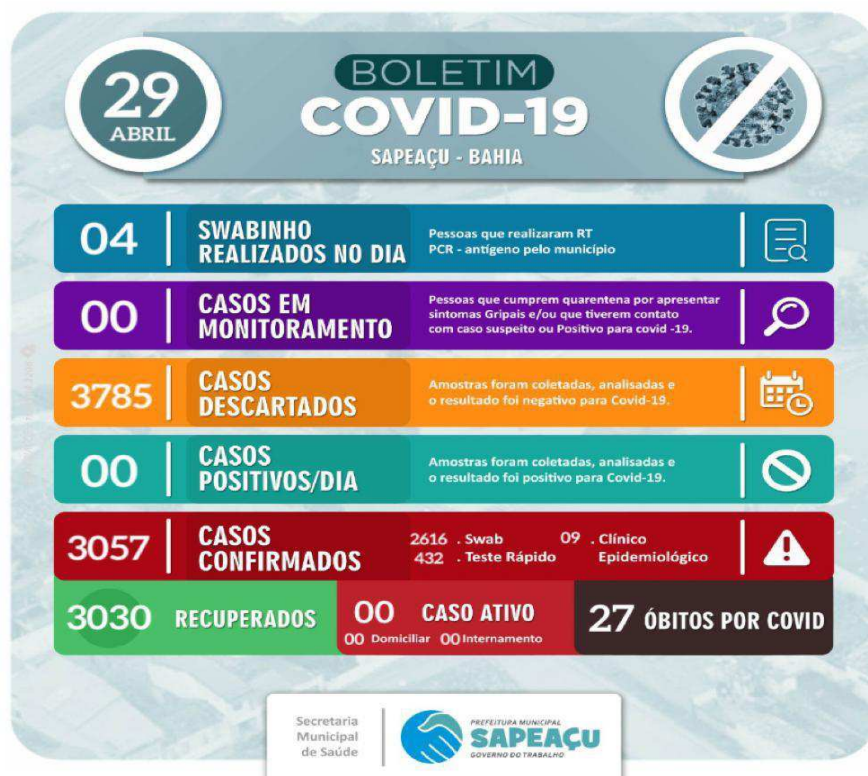 29
ABRIL
BOLETIM
COVID-19
SAPEAÇU - BAHIA
04
SWABINHO
REALIZADOS NO DIA
Pessoas que realizaram RT
PCR - antígeno pelo município
00
CASOS EM
MONITORAMENTO
Pessoas que cumprem quarentena por apresentar
sintomas Gripais e/ou que tiverem contato
com caso suspeito ou Positivo para covid -19.
3785
CASOS
DESCARTADOS
Amostras foram coletadas, analisadas e
o resultado foi negativo para Covid-19.
00
CASOS
POSITIVOS/DIA
Amostras foram coletadas, analisadas e
o resultado foi positivo para Covid-19.
3057
CASOS
CONFIRMADOS
2616 . Swab
432 . Teste Rápido
09 . Clínico
Epidemiológico
3030 RECUPERADOS
00 CASO ATIVO
00 Domiciliar 00 Internamento
27 ÓBITOS POR COVID
Secretaria
Municipal
de Saúde
PREFEITURA MUNICIPAL
SAPEAÇU
GOVERNO DO TRABALHO